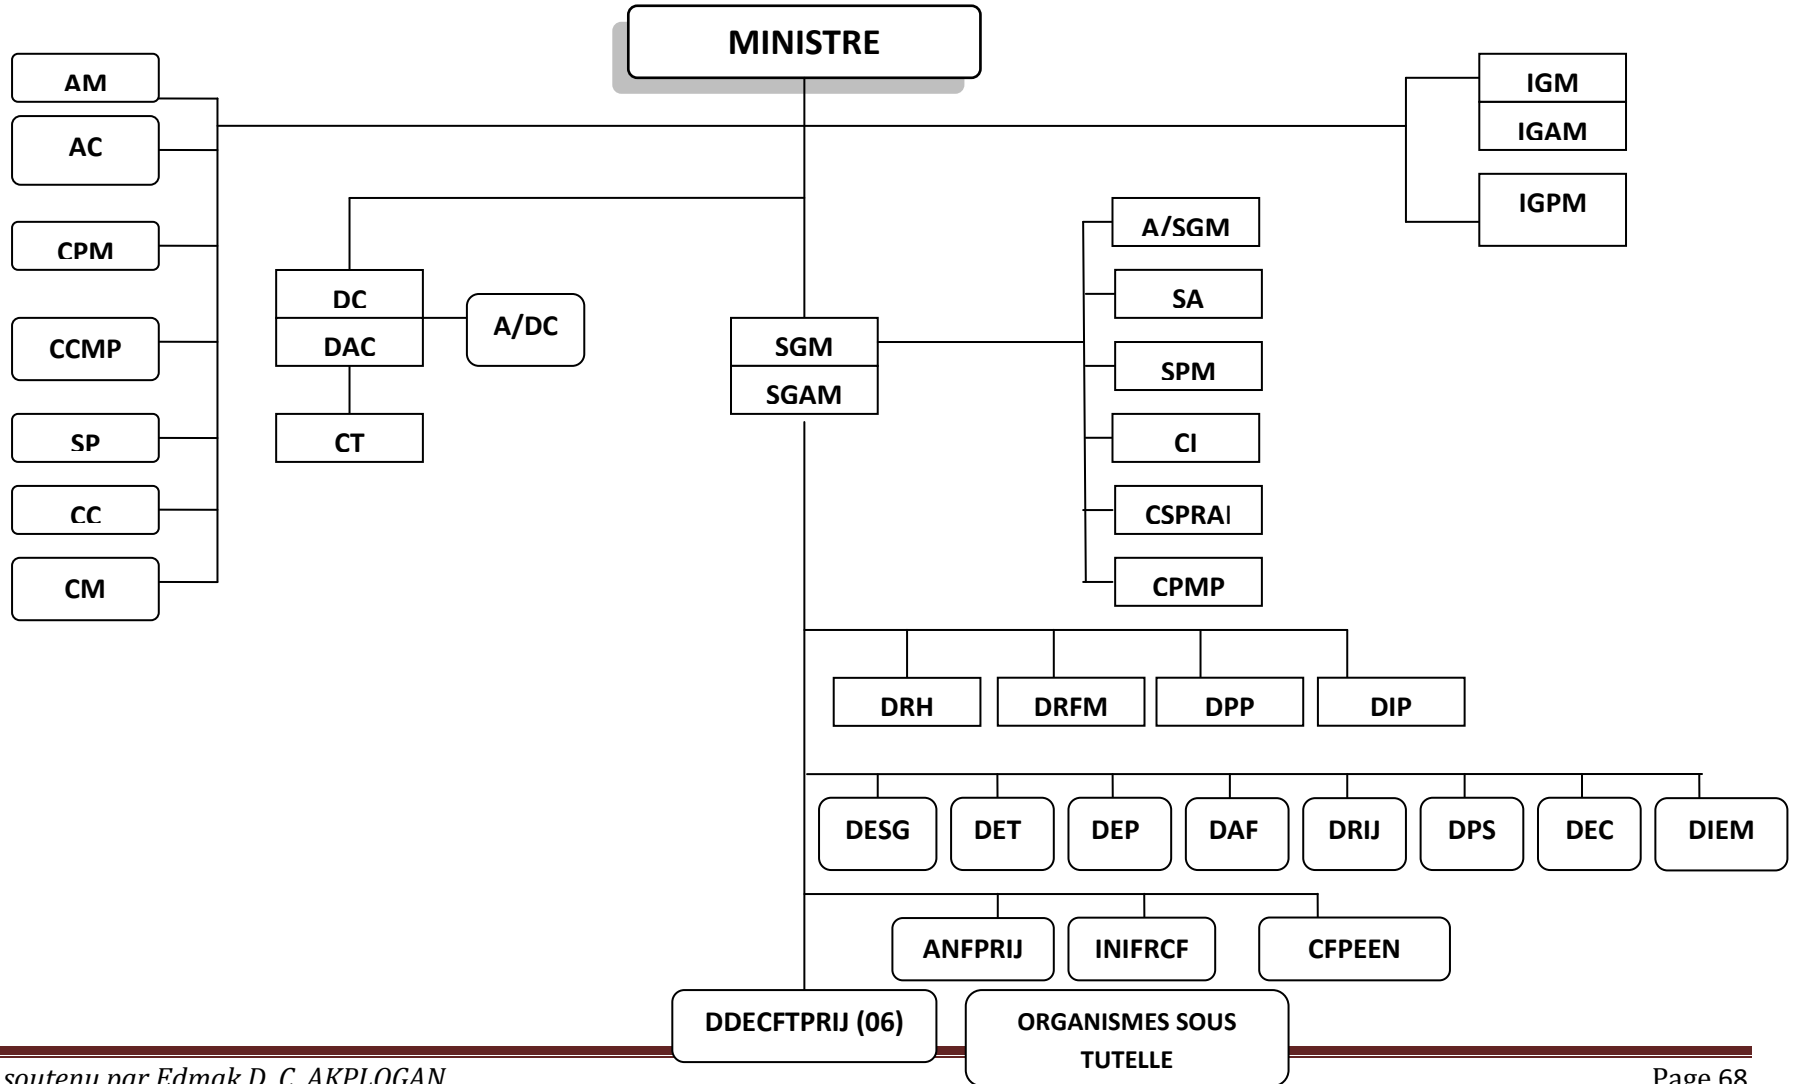 MINISTRE
AM
AC
CPM
CCMP
SP
CC
CM
IGM
IGAM
IGPM
DC
DAC
A/DC
CT
SGM
SGAM
A/SGM
SA
SPM
CI
CSPRAI
CPMP
DRH DRFM DPP DIP
DESG DET DEP DAF DRIJ DPS DEC DIEM
ANFPRIJ INIFRCF CFPEEN
DDECFTPRIJ (06)
ORGANISMES SOUS
TUTELLE
soutenu par Edmak D. C. AKPLOGAN
Page 68